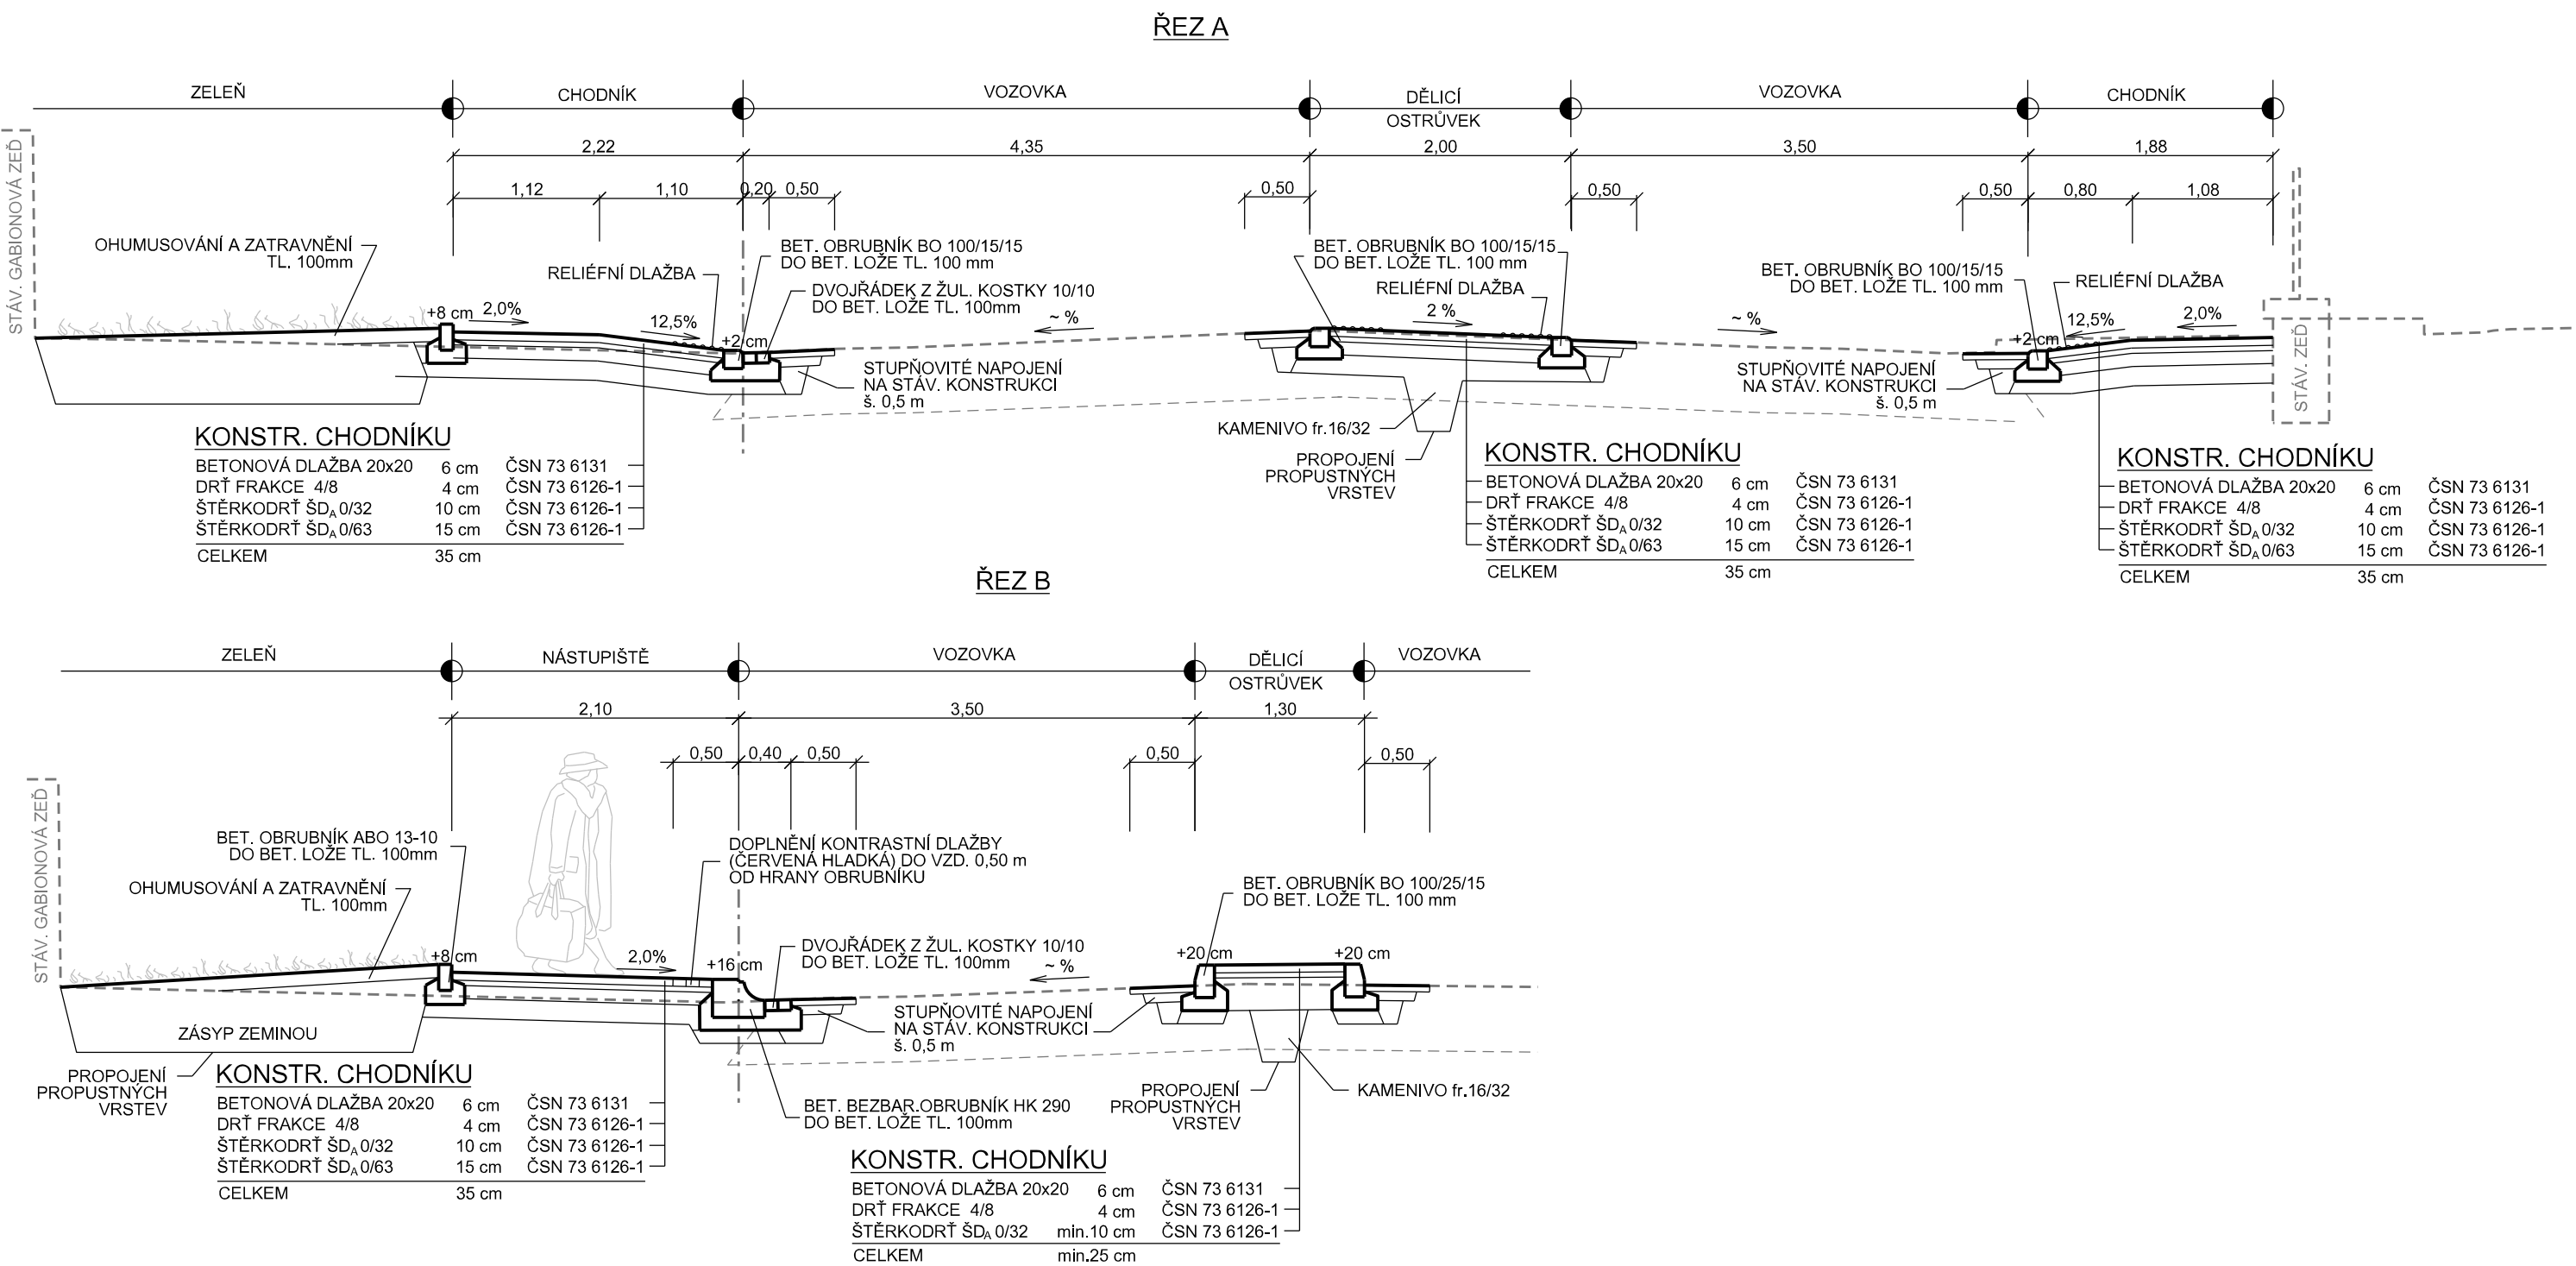 ŘEZ A
ZELEŇ
CHODNÍK
VOZOVKA
DĚLICÍ
OSTRŮVEK
VOZOVKA
CHODNÍK
2,22
4,35
2,00
3,50
1,88
1,12
1,10
0,20
0,50
0,50
0,50
0,50
0,80
1,08
STÁV. GABIONOVÁ ZEĎ
OHUMUSOVÁNÍ A ZATRAVNĚNÍ
TL. 100mm
RELIÉFNÍ DLAŽBA
BET. OBRUBNÍK BO 100/15/15
DO BET. LOŽE TL. 100 mm
DVOJŘÁDEK Z ŽUL. KOSTKY 10/10
DO BET. LOŽE TL. 100mm
BET. OBRUBNÍK BO 100/15/15
DO BET. LOŽE TL. 100 mm
RELIÉFNÍ DLAŽBA
BET. OBRUBNÍK BO 100/15/15
DO BET. LOŽE TL. 100 mm
RELIÉFNÍ DLAŽBA
+8 cm
2,0%
12,5%
+2 cm
~ %
2 %
~ %
+2 cm
12,5%
2,0%
STUPŇOVITÉ NAPOJENÍ
NA STÁV. KONSTRUKCI
š. 0,5 m
STUPŇOVITÉ NAPOJENÍ
NA STÁV. KONSTRUKCI
š. 0,5 m
STÁV. ZEĎ
KAMENIVO fr.16/32
PROPOJENÍ
PROPUSTNÝCH
VRSTEV
KONSTR. CHODNÍKU
BETONOVÁ DLAŽBA 20x20 6 cm ČSN 73 6131
DRŤ FRAKCE 4/8 4 cm ČSN 73 6126-1
ŠTĚRKODRŤ ŠDA 0/32 10 cm ČSN 73 6126-1
ŠTĚRKODRŤ ŠDA 0/63 15 cm ČSN 73 6126-1
CELKEM 35 cm
KONSTR. CHODNÍKU
BETONOVÁ DLAŽBA 20x20 6 cm ČSN 73 6131
DRŤ FRAKCE 4/8 4 cm ČSN 73 6126-1
ŠTĚRKODRŤ ŠDA 0/32 10 cm ČSN 73 6126-1
ŠTĚRKODRŤ ŠDA 0/63 15 cm ČSN 73 6126-1
CELKEM 35 cm
KONSTR. CHODNÍKU
BETONOVÁ DLAŽBA 20x20 6 cm ČSN 73 6131
DRŤ FRAKCE 4/8 4 cm ČSN 73 6126-1
ŠTĚRKODRŤ ŠDA 0/32 10 cm ČSN 73 6126-1
ŠTĚRKODRŤ ŠDA 0/63 15 cm ČSN 73 6126-1
CELKEM 35 cm
ŘEZ B
ZELEŇ
NÁSTUPIŠTĚ
VOZOVKA
DĚLICÍ
OSTRŮVEK
VOZOVKA
2,10
3,50
1,30
0,50
0,40
0,50
0,50
0,50
STÁV. GABIONOVÁ ZEĎ
BET. OBRUBNÍK ABO 13-10
DO BET. LOŽE TL. 100mm
OHUMUSOVÁNÍ A ZATRAVNĚNÍ
TL. 100mm
DOPLNĚNÍ KONTRASTNÍ DLAŽBY
(ČERVENÁ HLADKÁ) DO VZD. 0,50 m
OD HRANY OBRUBNÍKU
BET. OBRUBNÍK BO 100/25/15
DO BET. LOŽE TL. 100 mm
DVOJŘÁDEK Z ŽUL. KOSTKY 10/10
DO BET. LOŽE TL. 100mm
+8 cm
2,0%
+16 cm
~ %
+20 cm
+20 cm
STUPŇOVITÉ NAPOJENÍ
NA STÁV. KONSTRUKCI
š. 0,5 m
ZÁSYP ZEMINOU
PROPOJENÍ
PROPUSTNÝCH
VRSTEV
BET. BEZBAR.OBRUBNÍK HK 290
DO BET. LOŽE TL. 100mm
PROPOJENÍ
PROPUSTNÝCH
VRSTEV
KAMENIVO fr.16/32
KONSTR. CHODNÍKU
BETONOVÁ DLAŽBA 20x20 6 cm ČSN 73 6131
DRŤ FRAKCE 4/8 4 cm ČSN 73 6126-1
ŠTĚRKODRŤ ŠDA 0/32 10 cm ČSN 73 6126-1
ŠTĚRKODRŤ ŠDA 0/63 15 cm ČSN 73 6126-1
CELKEM 35 cm
KONSTR. CHODNÍKU
BETONOVÁ DLAŽBA 20x20 6 cm ČSN 73 6131
DRŤ FRAKCE 4/8 4 cm ČSN 73 6126-1
ŠTĚRKODRŤ ŠDA 0/32 min.10 cm ČSN 73 6126-1
CELKEM min.25 cm